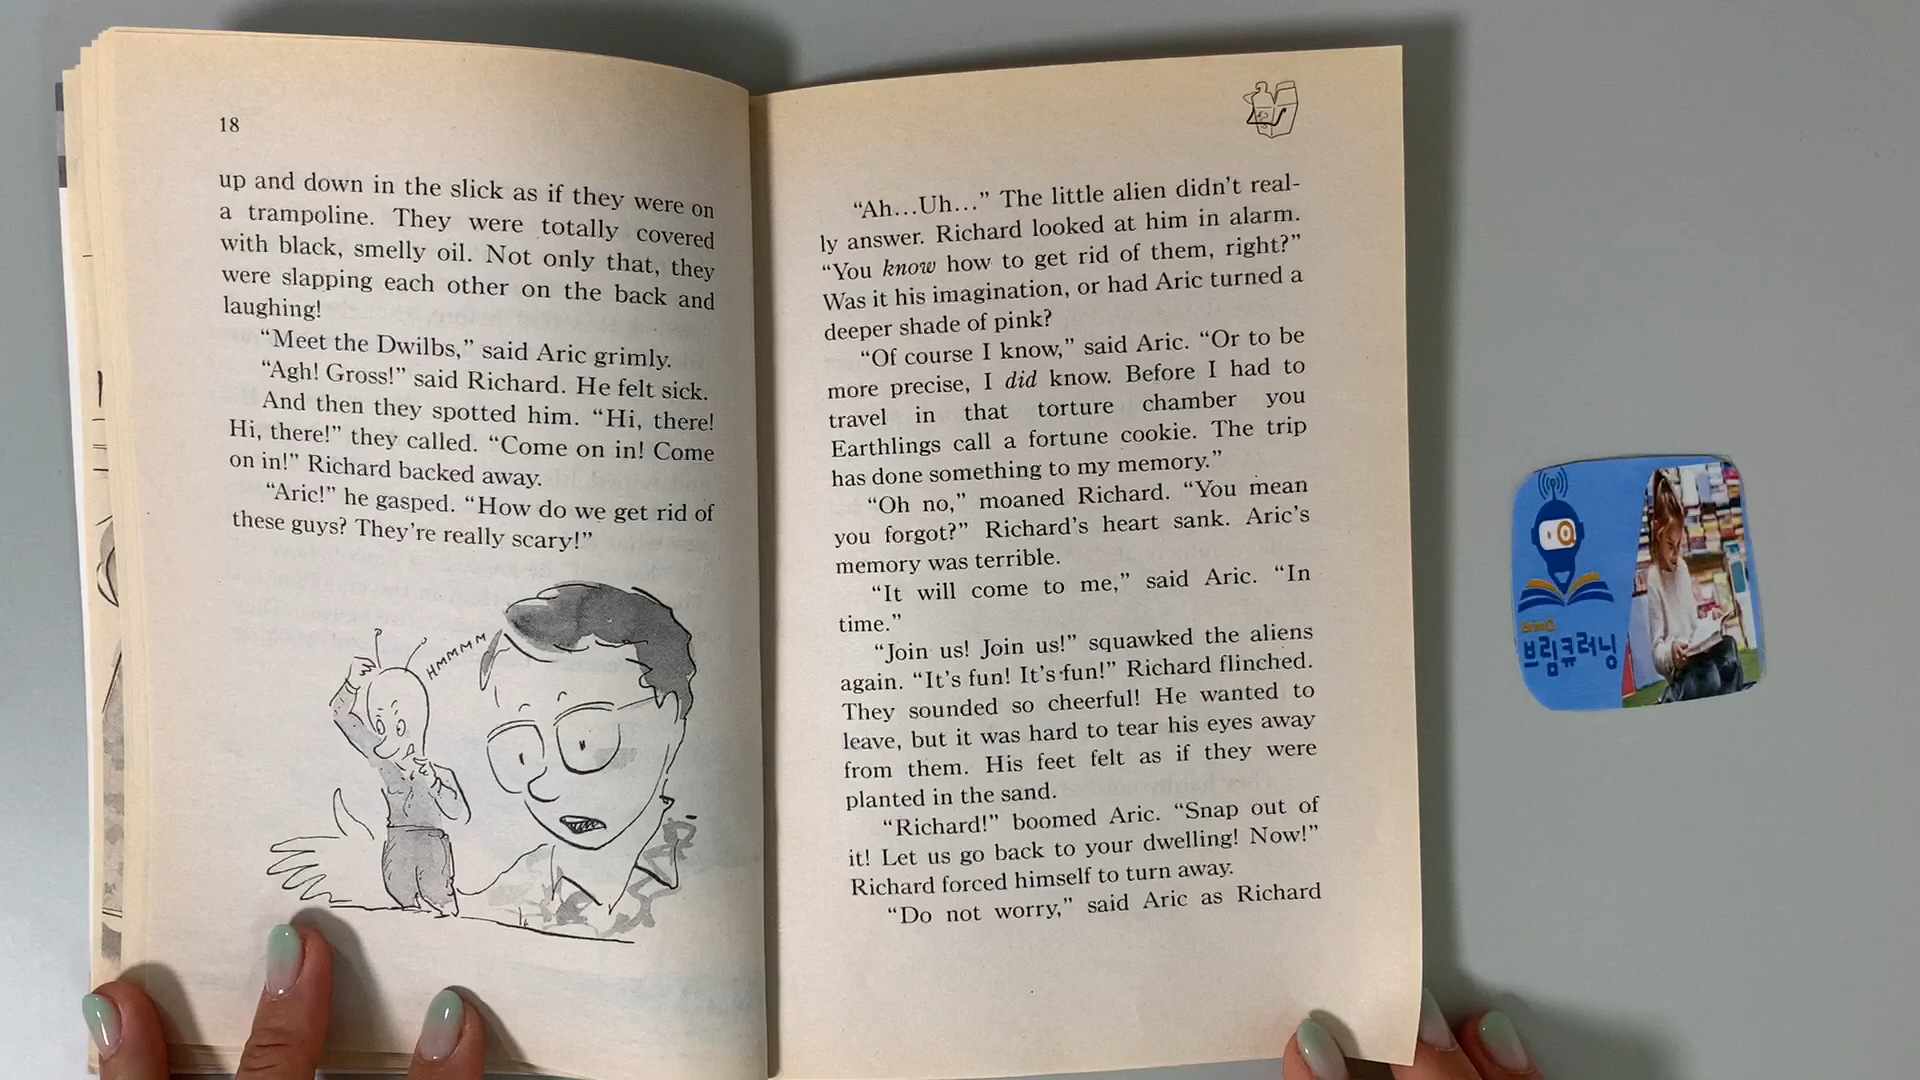 18
up and down in the slick as if they were on
a trampoline. They were totally covered
with black, smelly oil. Not only that, they
were slapping each other on the back and
laughing!
“Meet the Dwilbs,” said Aric grimly.
“Agh! Gross!” said Richard. He felt sick.
And then they spotted him. “Hi, there!
Hi, there!” they called. “Come on in! Come
on in!” Richard backed away.
“Aric!” he gasped. “How do we get rid of
these guys? They’re really scary!”
HMMMM
“Ah...Uh...” The little alien didn’t real-
ly answer. Richard looked at him in alarm.
“You know how to get rid of them, right?”
Was it his imagination, or had Aric turned a
deeper shade of pink?
“Of course I know,” said Aric. “Or to be
more precise, I did know. Before I had to
travel in that torture chamber you
Earthlings call a fortune cookie. The trip
has done something to my memory.”
“Oh no,” moaned Richard. “You mean
you forgot?” Richard’s heart sank. Aric’s
memory was terrible.
“It will come to me,” said Aric. “In
time.”
“Join us! Join us!” squawked the aliens
again. “It’s fun! It’s fun!” Richard flinched.
They sounded so cheerful! He wanted to
leave, but it was hard to tear his eyes away
from them. His feet felt as if they were
planted in the sand.
“Richard!” boomed Aric. “Snap out of
it! Let us go back to your dwelling! Now!”
Richard forced himself to turn away.
“Do not worry,” said Aric as Richard
BrimQ
브림큐러닝